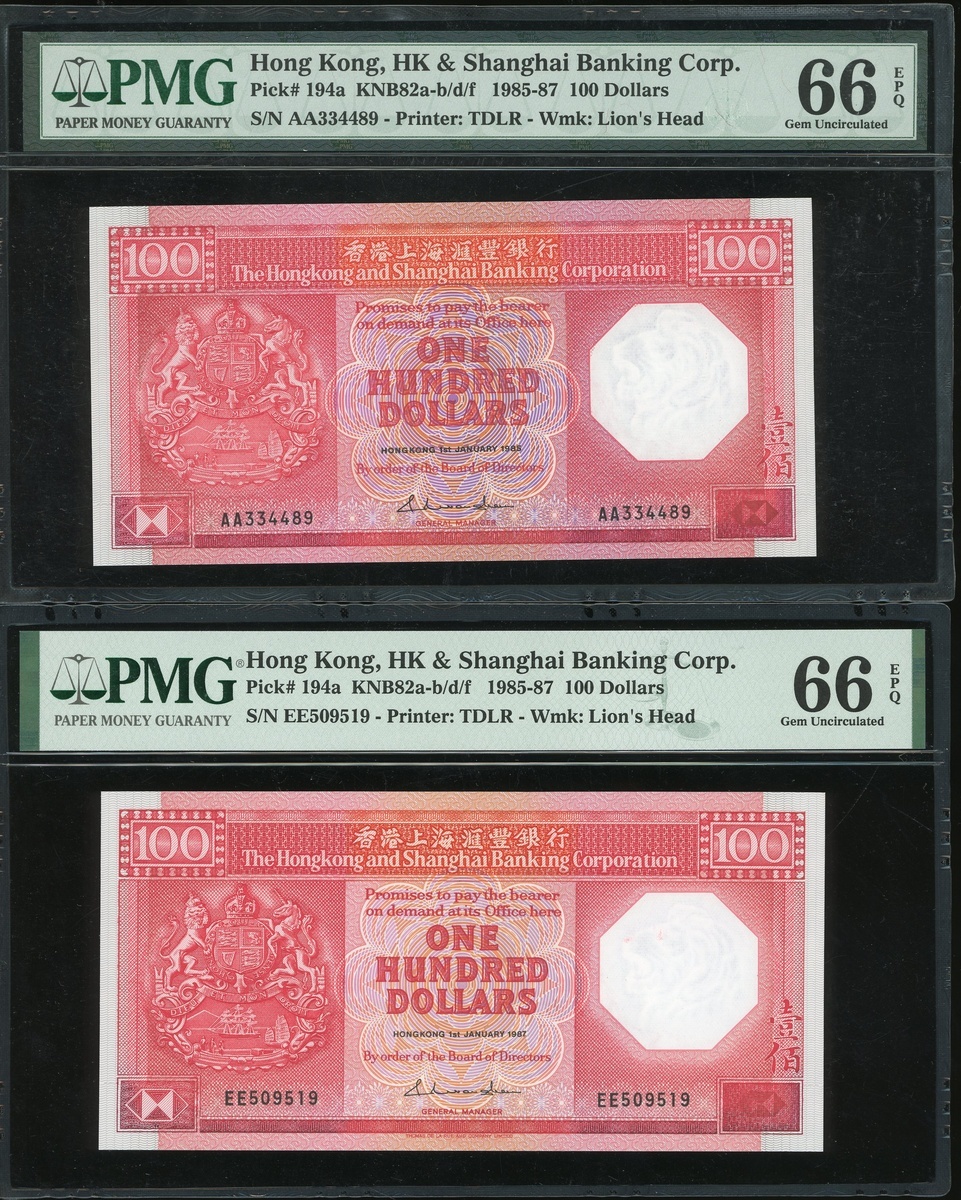 PMG
PAPER MONEY GUARANTY
Hong Kong, HK & Shanghai Banking Corp.
Pick# 194a KNB82a-b/d/f 1985-87 100 Dollars
S/N AA334489 - Printer: TDLR - Wmk: Lion's Head
66 EPQ
Gem Uncirculated
100
香港上海滙豐銀行
100
The Hongkong and Shanghai Banking Corporation
Promises to pay the bearer
on demand at its Office here
ONE
HUNDRED
DOLLARS
HONGKONG 1st JANUARY 1985
By order of the Board of Directors
壹佰
AA334489
GENERAL MANAGER
AA334489
PMG®
PAPER MONEY GUARANTY
Hong Kong, HK & Shanghai Banking Corp.
Pick# 194a KNB82a-b/d/f 1985-87 100 Dollars
S/N EE509519 - Printer: TDLR - Wmk: Lion's Head
66 EPQ
Gem Uncirculated
100
香港上海滙豐銀行
100
The Hongkong and Shanghai Banking Corporation
Promises to pay the bearer
on demand at its Office here
ONE
HUNDRED
DOLLARS
HONGKONG 1st JANUARY 1987
By order of the Board of Directors
壹佰
EE509519
GENERAL MANAGER
EE509519
THOMAS DE LA RUE AND COMPANY LIMITED